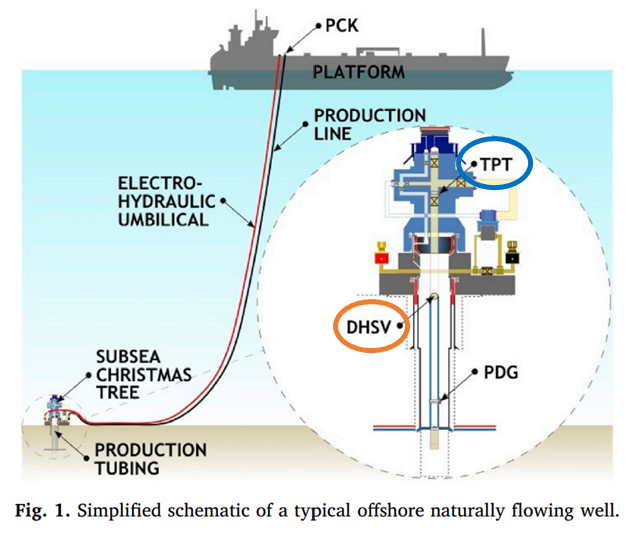 PCK
PLATFORM
PRODUCTION
LINE
TPT
ELECTRO-
HYDRAULIC
UMBILICAL
DHSV
SUBSEA
CHRISTMAS
TREE
PDG
PRODUCTION
TUBING
Fig. 1. Simplified schematic of a typical offshore naturally flowing well.